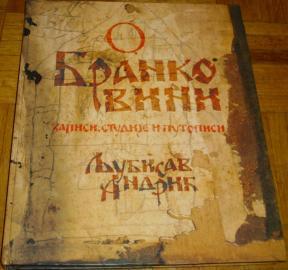 О
Бранко
вини
записи, студије и путописи
Љубисав
Андрић